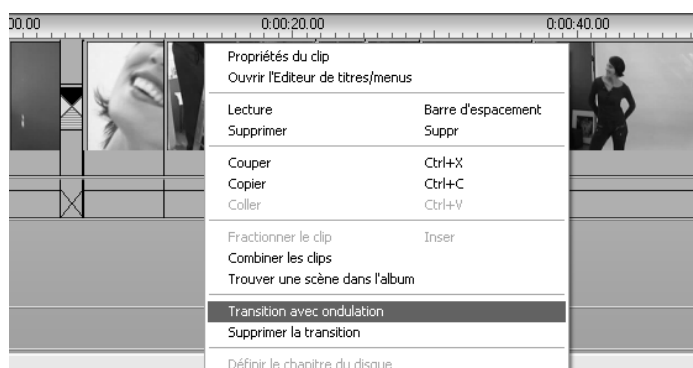 00.00 0:00:20.00 0:00:40.00
Propriétés du clip
Ouvrir l'Editeur de titres/menus
Lecture Barre d'espacement
Supprimer Suppr
Couper Ctrl+X
Copier Ctrl+C
Coller Ctrl+V
Fractionner le clip Inser
Combiner les clips
Trouver une scène dans l'album
Transition avec ondulation
Supprimer la transition
Définir le chapitre du disque